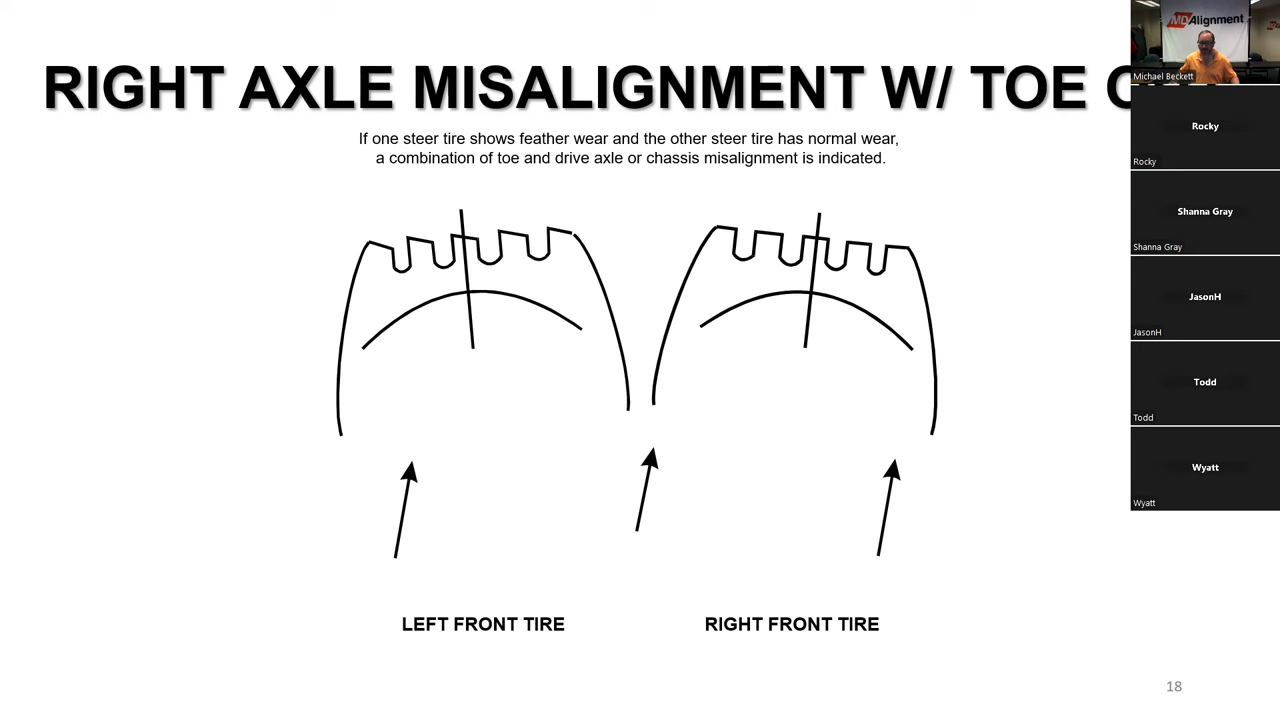 MD Alignment
Michael Beckett
RIGHT AXLE MISALIGNMENT W/ TOE
If one steer tire shows feather wear and the other steer tire has normal wear,
a combination of toe and drive axle or chassis misalignment is indicated.
Rocky
Rocky
Shanna Gray
Shanna Gray
JasonH
JasonH
Todd
Todd
Wyatt
Wyatt
LEFT FRONT TIRE
RIGHT FRONT TIRE
18